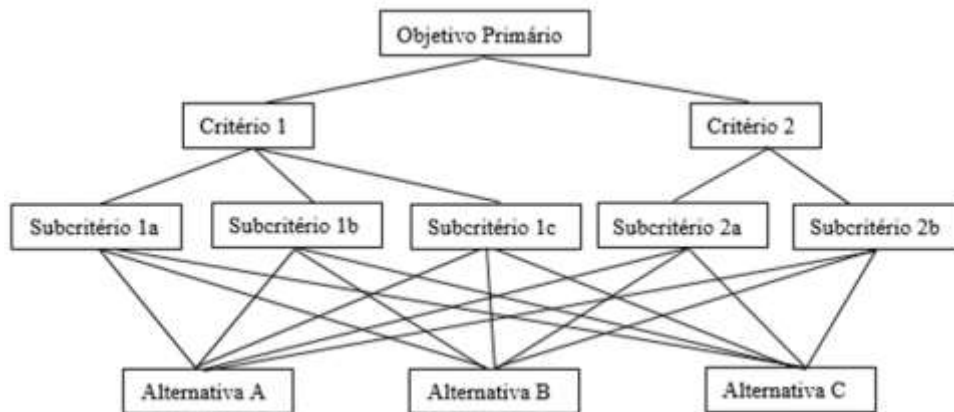 Objetivo Primário
Critério 1
Critério 2
Subcritério 1a
Subcritério 1b
Subcritério 1c
Subcritério 2a
Subcritério 2b
Alternativa A
Alternativa B
Alternativa C